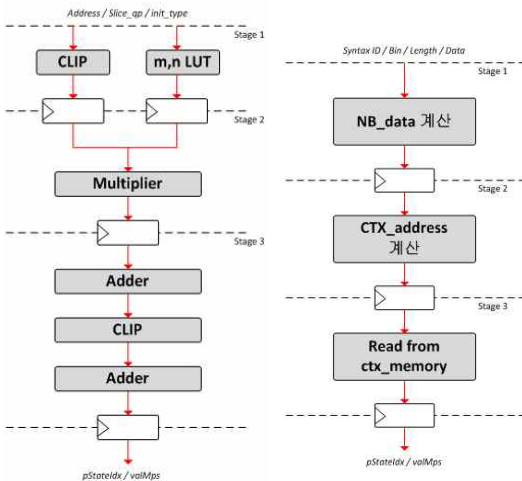 Address / Slice_qp / init_type
Stage 1
CLIP
m,n LUT
Stage 2
Multiplier
Stage 3
Adder
CLIP
Adder
pStateIdx / valMps
Syntax ID / Bin / Length / Data
Stage 1
NB_data 계산
Stage 2
CTX_address
계산
Stage 3
Read from
ctx_memory
pStateIdx / valMps